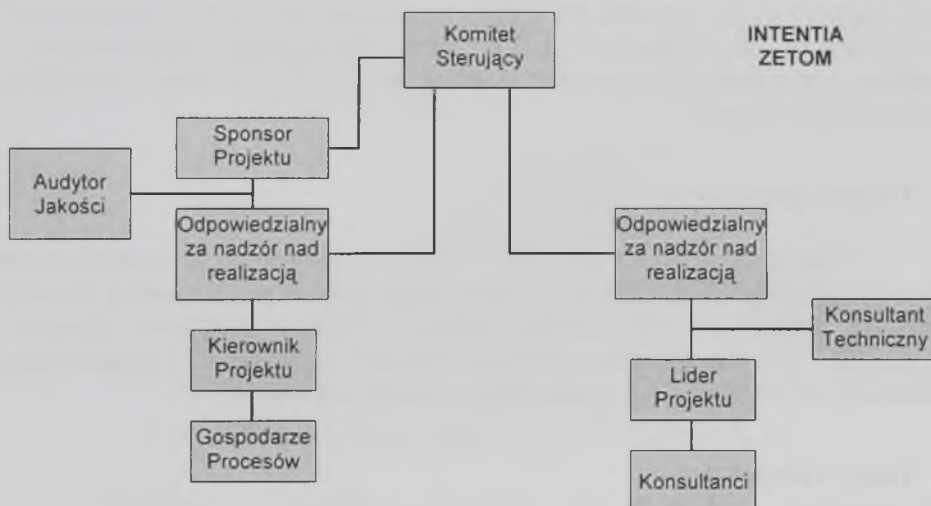 Komitet
Sterujący
INTENTIA
ZETOM
Sponsor
Projektu
Audytor
Jakości
Odpowiedzialny
za nadzór nad
realizacją
Odpowiedzialny
za nadzór nad
realizacją
Konsultant
Techniczny
Kierownik
Projektu
Lider
Projektu
Gospodarze
Procesów
Konsultanci